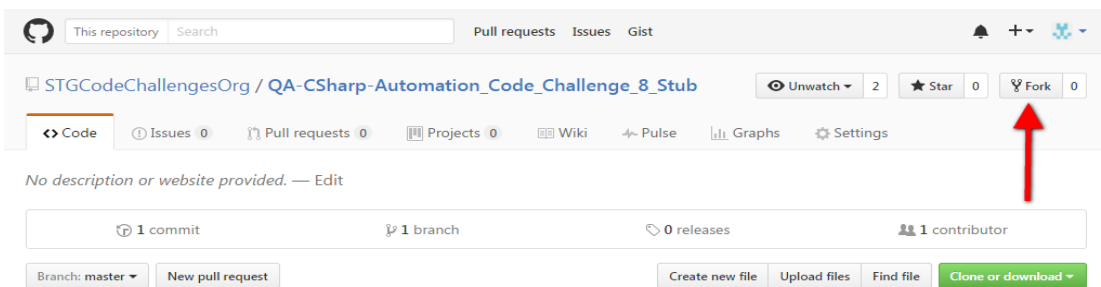 This repository Search Pull requests Issues Gist
STGCodeChallengesOrg / QA-CSharp-Automation_Code_Challenge_8_Stub Unwatch 2 Star 0 Fork 0
Code Issues 0 Pull requests 0 Projects 0 Wiki Pulse Graphs Settings
No description or website provided. — Edit
1 commit 1 branch 0 releases 1 contributor
Branch: master New pull request Create new file Upload files Find file Clone or download